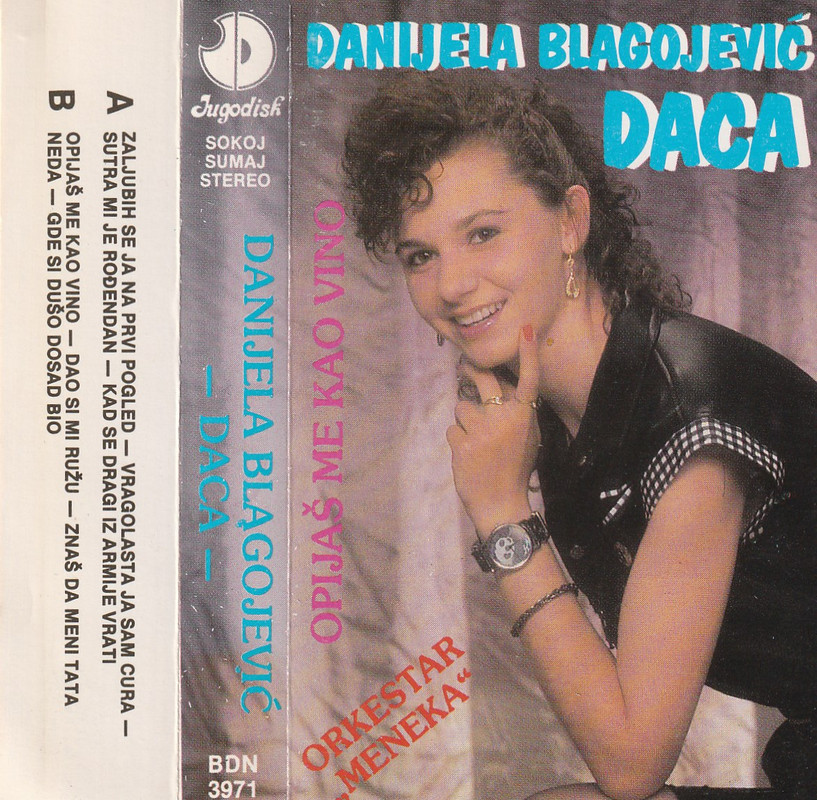 A
ZALJUBIH SE JA NA PRVI POGLED — VRAGOLASTA JA SAM CURA —
SUTRA MI JE ROĐENDAN — KAD SE DRAGI IZ ARMIJE VRATI
B
OPIJAŠ ME KAO VINO — DAO SI MI RUŽU — ZNAŠ DA MENI TATA
NEDA — GDE SI DUŠO DOSAD BIO
Jugodisk
SOKOJ
SUMAJ
STEREO
DANIJELA BLAGOJEVIĆ
— DACA —
BDN
3971
DANIJELA BLAGOJEVIĆ
DACA
OPIJAŠ ME KAO VINO
ORKESTAR
„MENEKA“